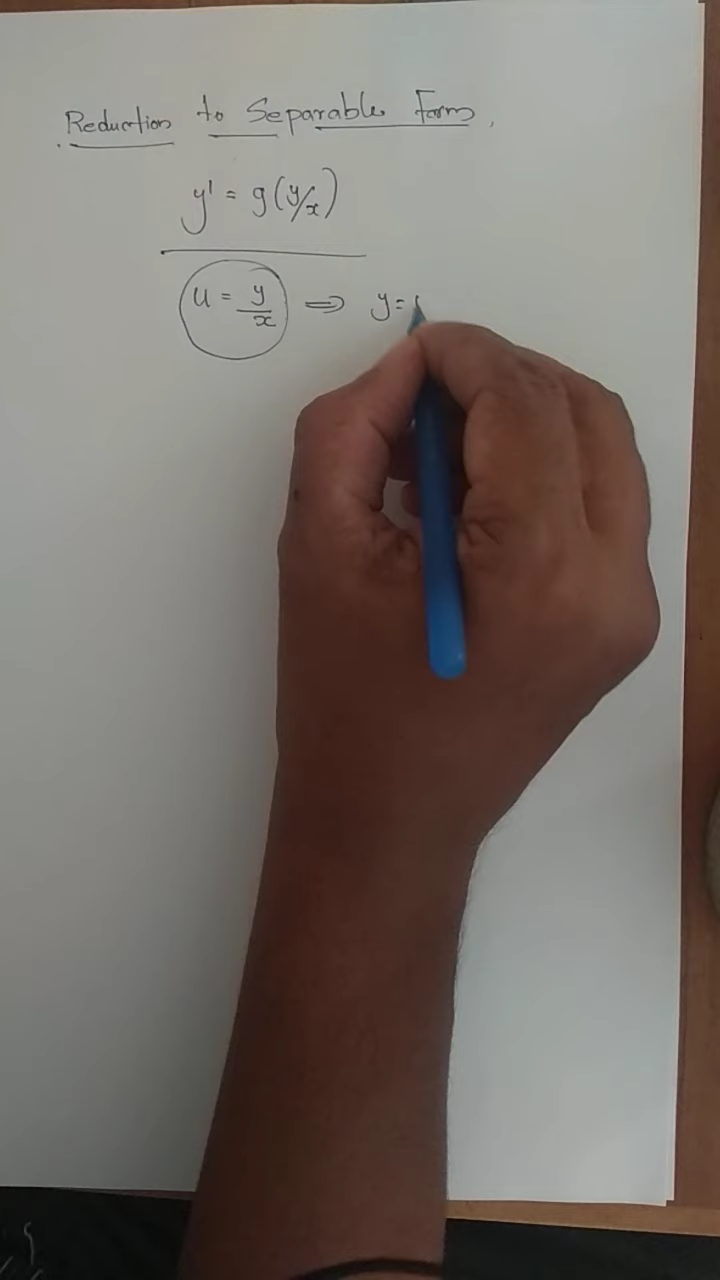 Reduction to Separable Form.
y' = g(y/x)
u = y/x ⇒ y =